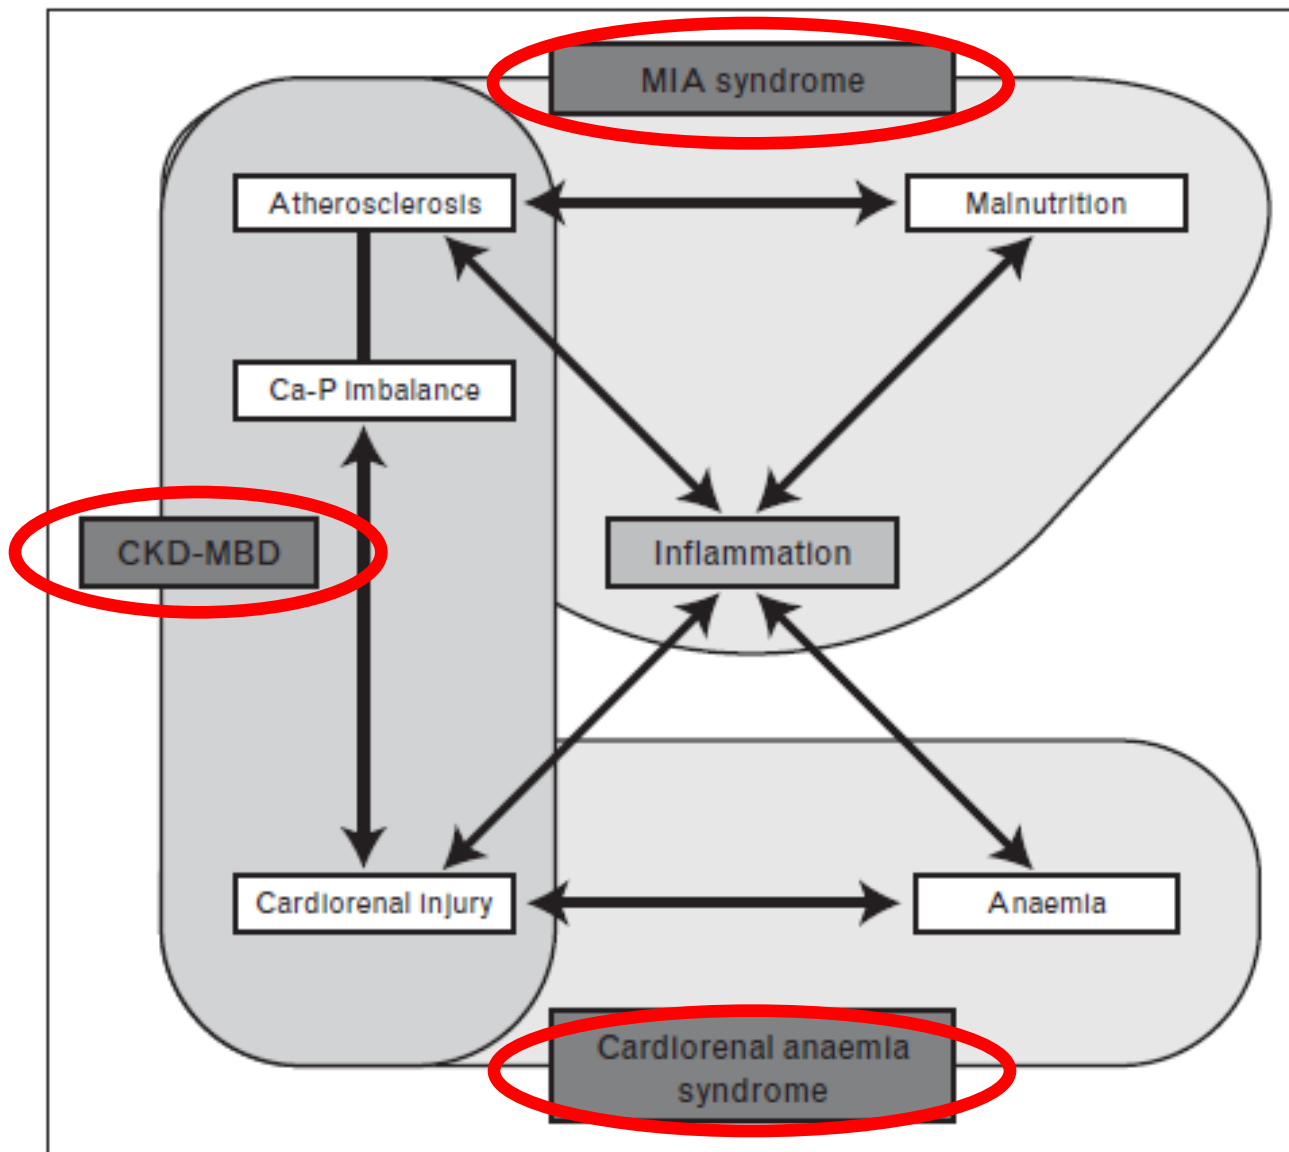 MIA syndrome
Atherosclerosis
Malnutrition
Ca-P imbalance
CKD-MBD
Inflammation
Cardiorenal injury
Anaemia
Cardiorenal anaemia
syndrome